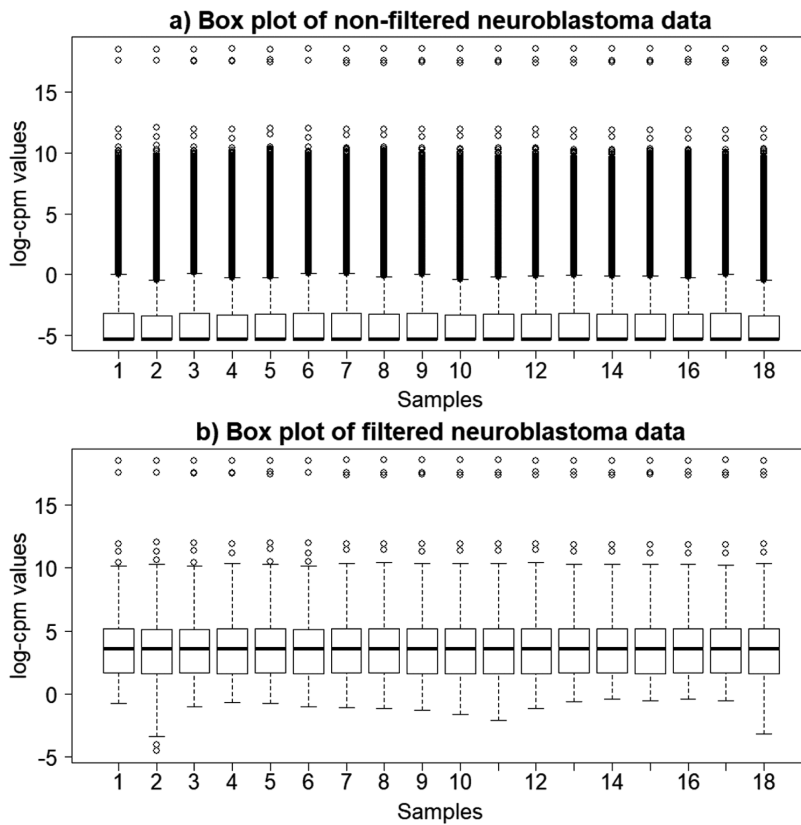 a) Box plot of non-filtered neuroblastoma data
log-cpm values
15
10
5
0
-5
1 2 3 4 5 6 7 8 9 10 12 14 16 18
Samples
b) Box plot of filtered neuroblastoma data
log-cpm values
15
10
5
0
-5
1 2 3 4 5 6 7 8 9 10 12 14 16 18
Samples